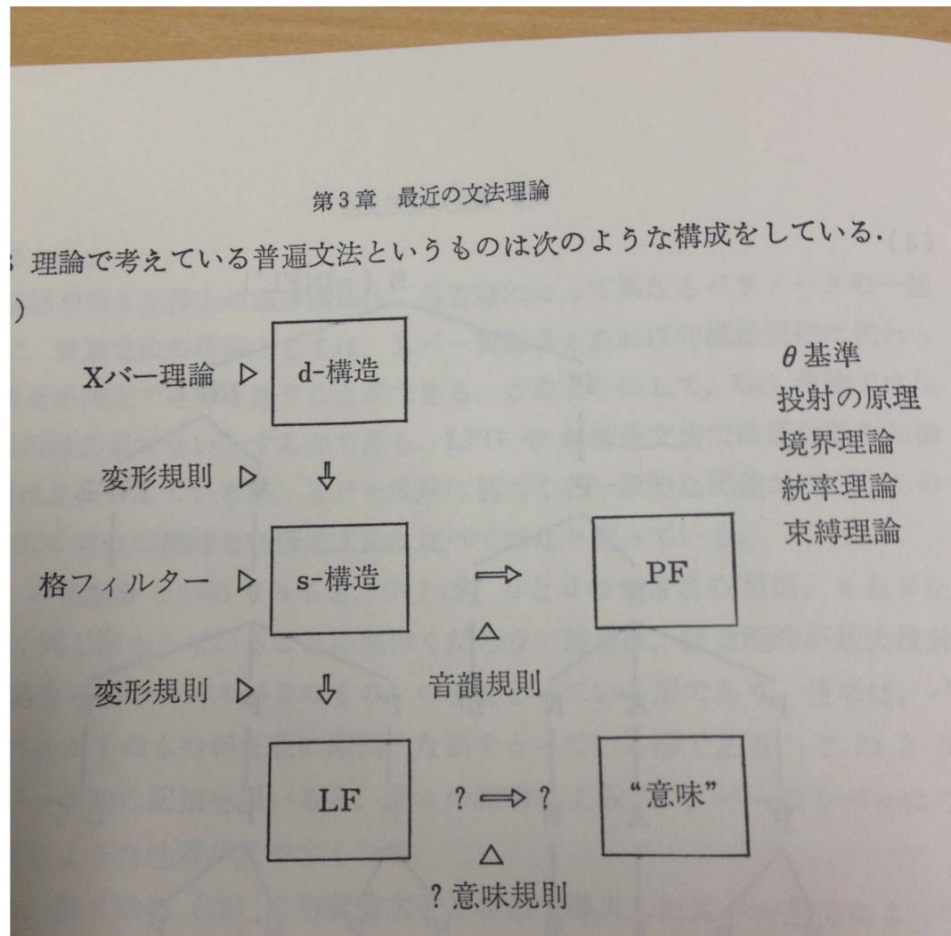 第3章 最近の文法理論
理論で考えている普遍文法というものは次のような構成をしている.
)
Xバー理論 ▷ d-構造
θ基準
投射の原理
境界理論
統率理論
束縛理論
変形規則 ▷ ⇩
格フィルター ▷ s-構造 ⇨ PF
△
変形規則 ▷ ⇩ 音韻規則
LF ? ⇨ ? “意味”
△
? 意味規則